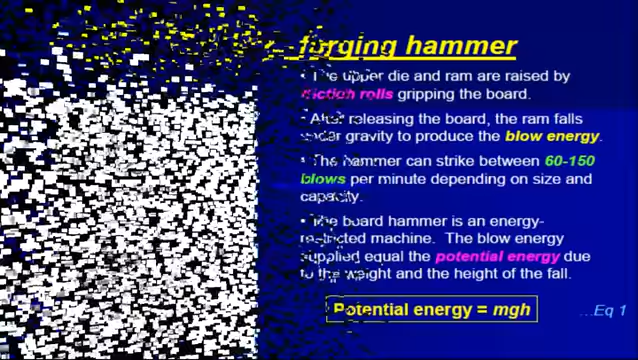 forging hammer
• The upper die and ram are raised by
friction rolls gripping the board.
• After releasing the board, the ram falls
under gravity to produce the blow energy.
• The hammer can strike between 60-150
blows per minute depending on size and
capacity.
• The board hammer is an energy-
restricted machine. The blow energy
supplied equal the potential energy due
to the weight and the height of the fall.
Potential energy = mgh
…Eq 1